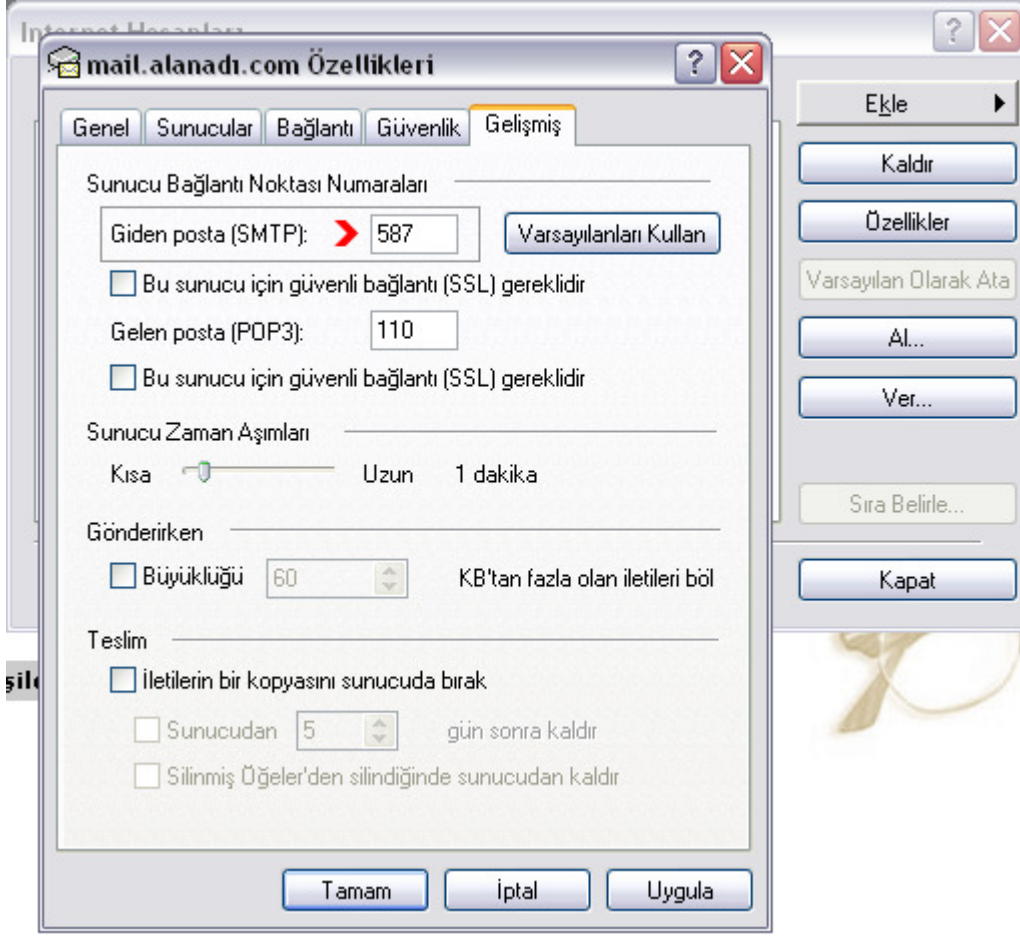 Internet Hesapları
mail.alanadı.com Özellikleri
Genel
Sunucular
Bağlantı
Güvenlik
Gelişmiş
Sunucu Bağlantı Noktası Numaraları
Giden posta (SMTP):
587
Varsayılanları Kullan
Bu sunucu için güvenli bağlantı (SSL) gereklidir
Gelen posta (POP3):
110
Bu sunucu için güvenli bağlantı (SSL) gereklidir
Sunucu Zaman Aşımları
Kısa
Uzun
1 dakika
Gönderirken
Büyüklüğü
60
KB'tan fazla olan iletileri böl
Teslim
İletilerin bir kopyasını sunucuda bırak
Sunucudan
5
gün sonra kaldır
Silinmiş Öğeler'den silindiğinde sunucudan kaldır
Tamam
İptal
Uygula
Ekle
Kaldır
Özellikler
Varsayılan Olarak Ata
Al...
Ver...
Sıra Belirle...
Kapat